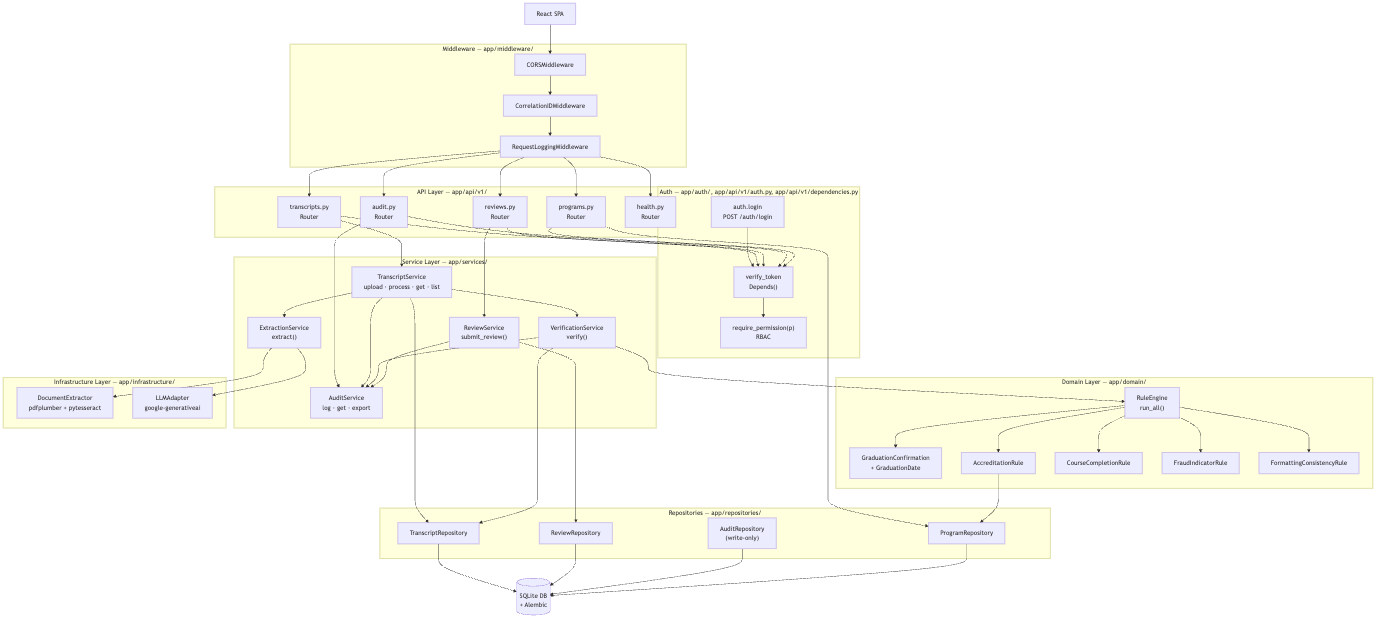 React SPA
Middleware — app/middleware/
CORSMiddleware
CorrelationIDMiddleware
RequestLoggingMiddleware
API Layer — app/api/v1/
Auth — app/auth/, app/api/v1/auth.py, app/api/v1/dependencies.py
transcripts.py
Router
audit.py
Router
reviews.py
Router
programs.py
Router
health.py
Router
auth.login
POST /auth/login
verify_token
Depends()
require_permission(p)
RBAC
Service Layer — app/services/
TranscriptService
upload · process · get · list
ExtractionService
extract()
ReviewService
submit_review()
VerificationService
verify()
AuditService
log · get · export
Infrastructure Layer — app/Infrastructure/
DocumentExtractor
pdfplumber + pytesseract
LLMAdapter
google-generativeai
Domain Layer — app/domain/
RuleEngine
run_all()
GraduationConfirmation
+ GraduationDate
AccreditationRule
CourseCompletionRule
FraudIndicatorRule
FormattingConsistencyRule
Repositories — app/repositories/
TranscriptRepository
ReviewRepository
AuditRepository
(write-only)
ProgramRepository
SQLite DB
+ Alembic